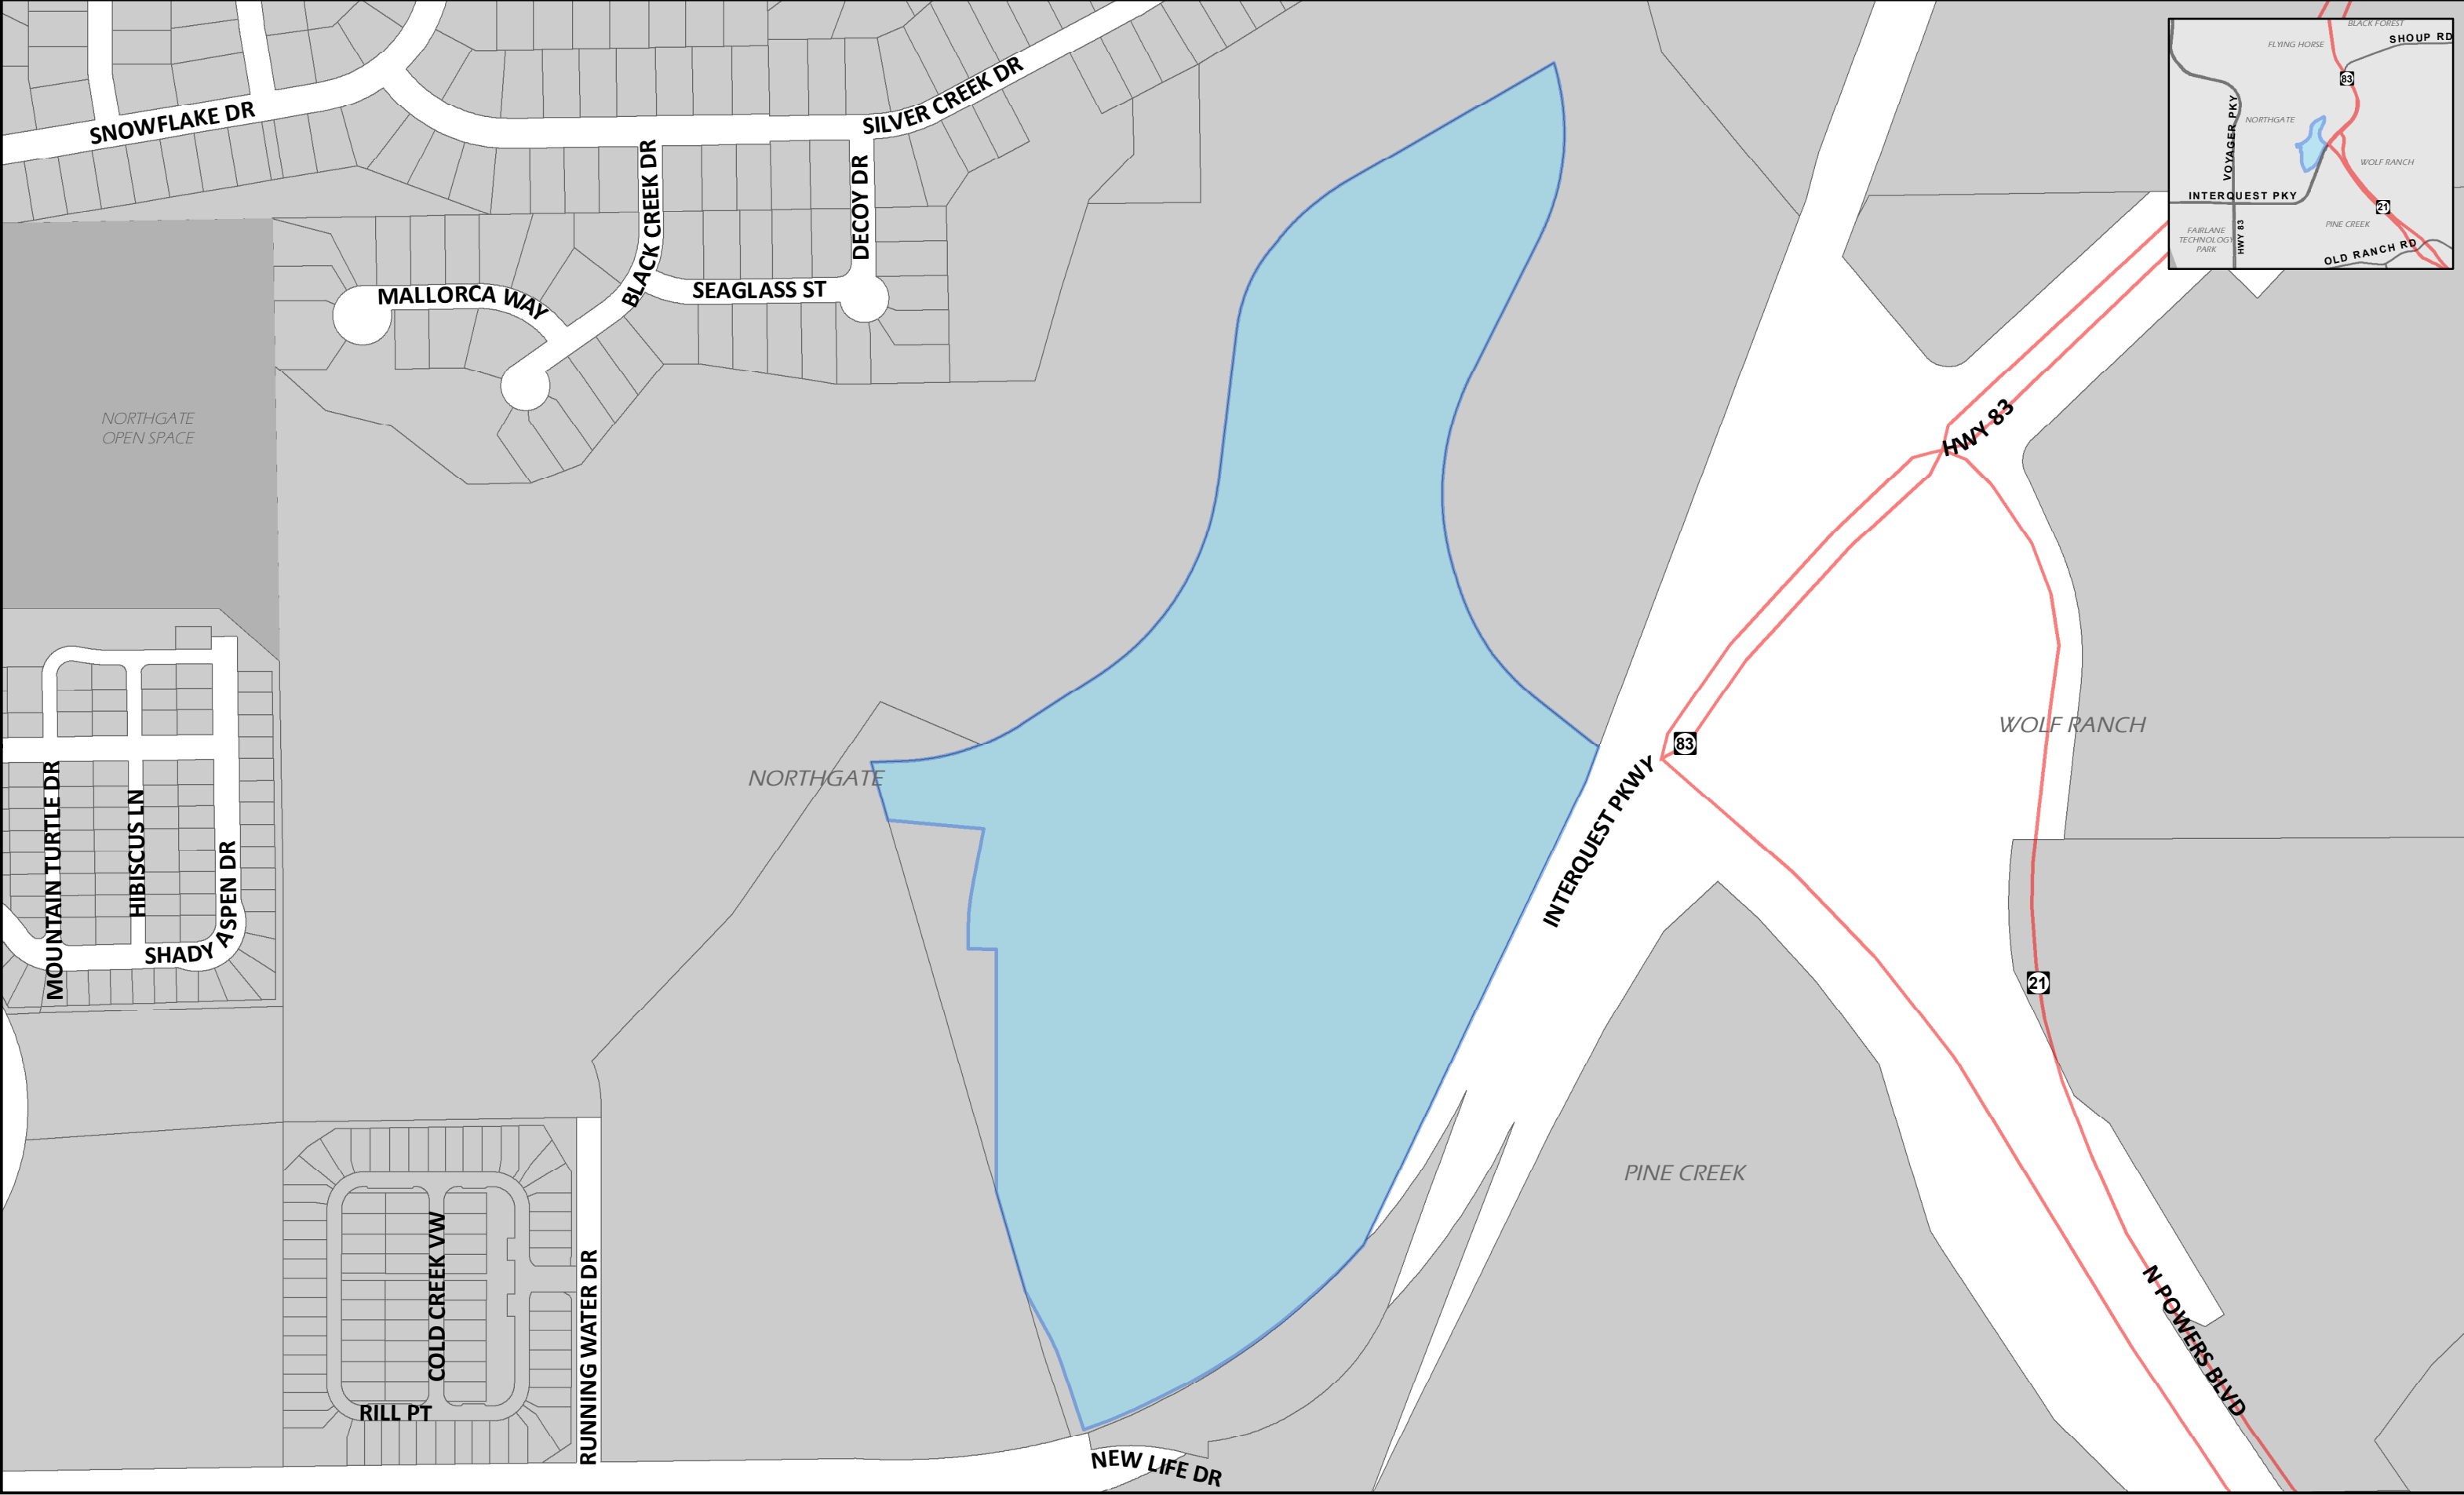 BLACK FOREST
FLYING HORSE
SHOUP RD
83
VOYAGER PKY
NORTHGATE
WOLF RANCH
INTERQUEST PKY
21
PINE CREEK
FAIRLANE
TECHNOLOGY
PARK
HWY 83
OLD RANCH RD
SNOWFLAKE DR
SILVER CREEK DR
BLACK CREEK DR
DECOY DR
MALLORCA WAY
SEAGLASS ST
NORTHGATE
OPEN SPACE
HWY 83
83
WOLF RANCH
NORTHGATE
INTERQUEST PKWY
MOUNTAIN TURTLE DR
HIBISCUS LN
SHADY ASPEN DR
21
PINE CREEK
COLD CREEK VW
RUNNING WATER DR
RILL PT
N POWERS BLVD
NEW LIFE DR